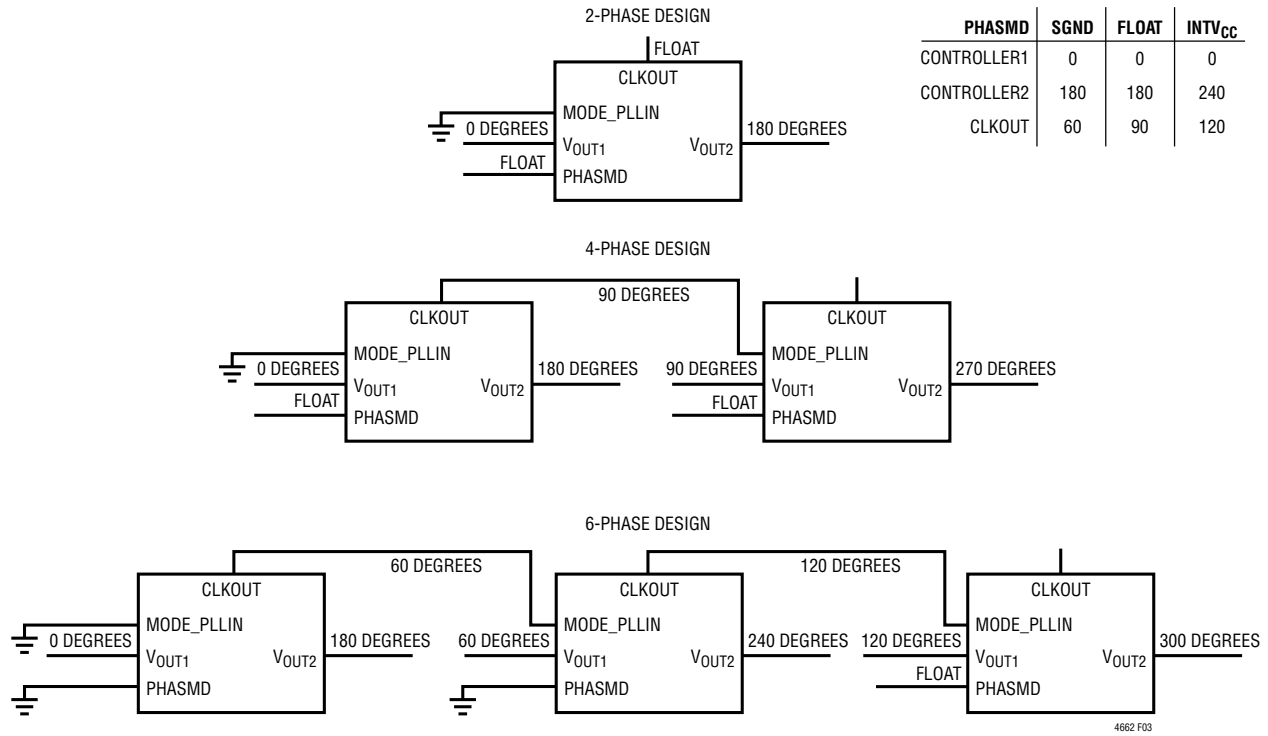 2-PHASE DESIGN
FLOAT
CLKOUT
MODE_PLLIN
0 DEGREES
VOUT1
VOUT2
180 DEGREES
FLOAT
PHASMD
PHASMD SGND FLOAT INTVCC
CONTROLLER1 0 0 0
CONTROLLER2 180 180 240
CLKOUT 60 90 120
4-PHASE DESIGN
90 DEGREES
CLKOUT
MODE_PLLIN
0 DEGREES
VOUT1
VOUT2
180 DEGREES
FLOAT
PHASMD
CLKOUT
MODE_PLLIN
90 DEGREES
VOUT1
VOUT2
270 DEGREES
FLOAT
PHASMD
6-PHASE DESIGN
60 DEGREES
120 DEGREES
CLKOUT
MODE_PLLIN
0 DEGREES
VOUT1
VOUT2
180 DEGREES
PHASMD
CLKOUT
MODE_PLLIN
60 DEGREES
VOUT1
VOUT2
240 DEGREES
PHASMD
CLKOUT
MODE_PLLIN
120 DEGREES
VOUT1
VOUT2
300 DEGREES
FLOAT
PHASMD
4662 F03